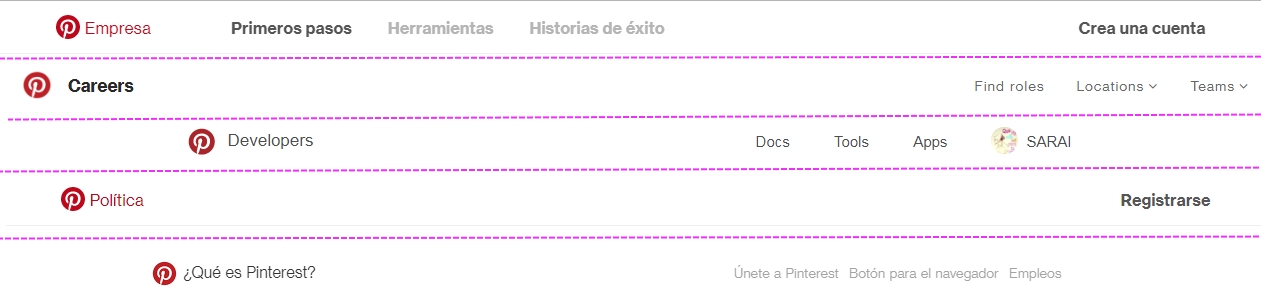 Empresa Primeros pasos Herramientas Historias de éxito Crea una cuenta
Careers Find roles Locations Teams
Developers Docs Tools Apps SARAI
Política Registrarse
¿Qué es Pinterest? Únete a Pinterest Botón para el navegador Empleos